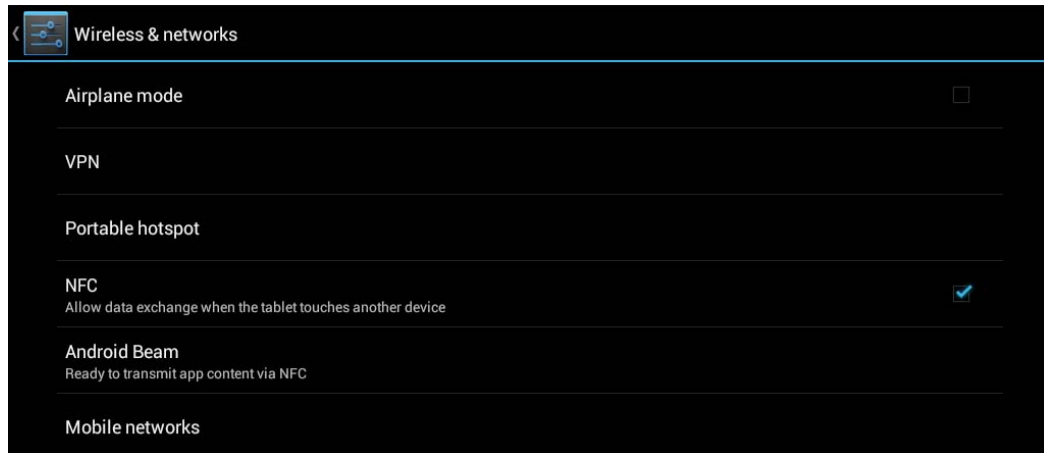 Wireless & networks
Airplane mode
VPN
Portable hotspot
NFC
Allow data exchange when the tablet touches another device
Android Beam
Ready to transmit app content via NFC
Mobile networks